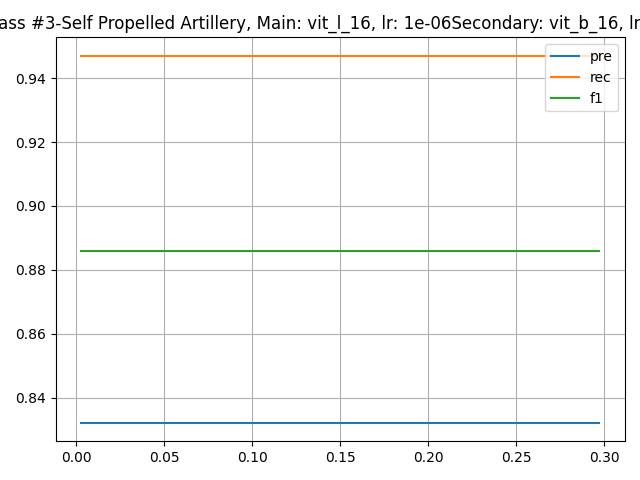 ass #3-Self Propelled Artillery, Main: vit_l_16, lr: 1e-06Secondary: vit_b_16, lr
pre
rec
f1
0.94
0.92
0.90
0.88
0.86
0.84
0.00 0.05 0.10 0.15 0.20 0.25 0.30